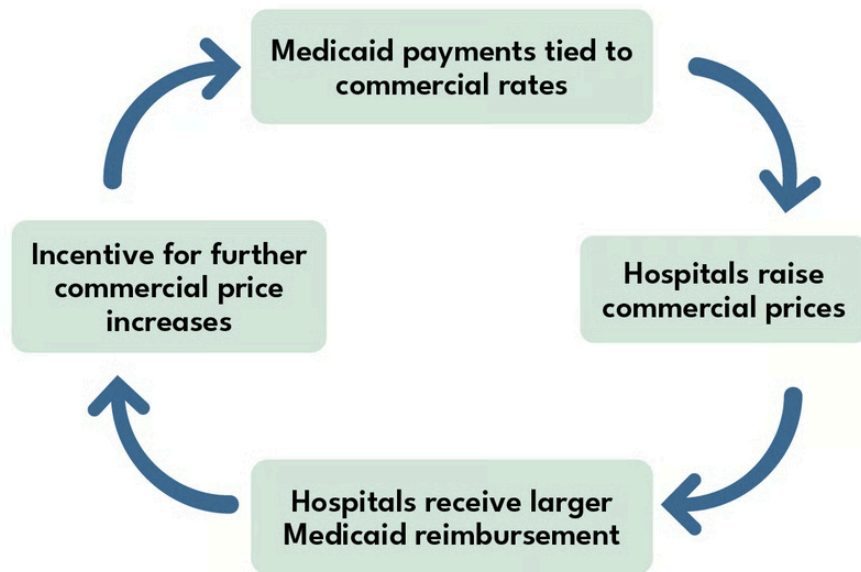 Medicaid payments tied to
commercial rates
Hospitals raise
commercial prices
Hospitals receive larger
Medicaid reimbursement
Incentive for further
commercial price
increases